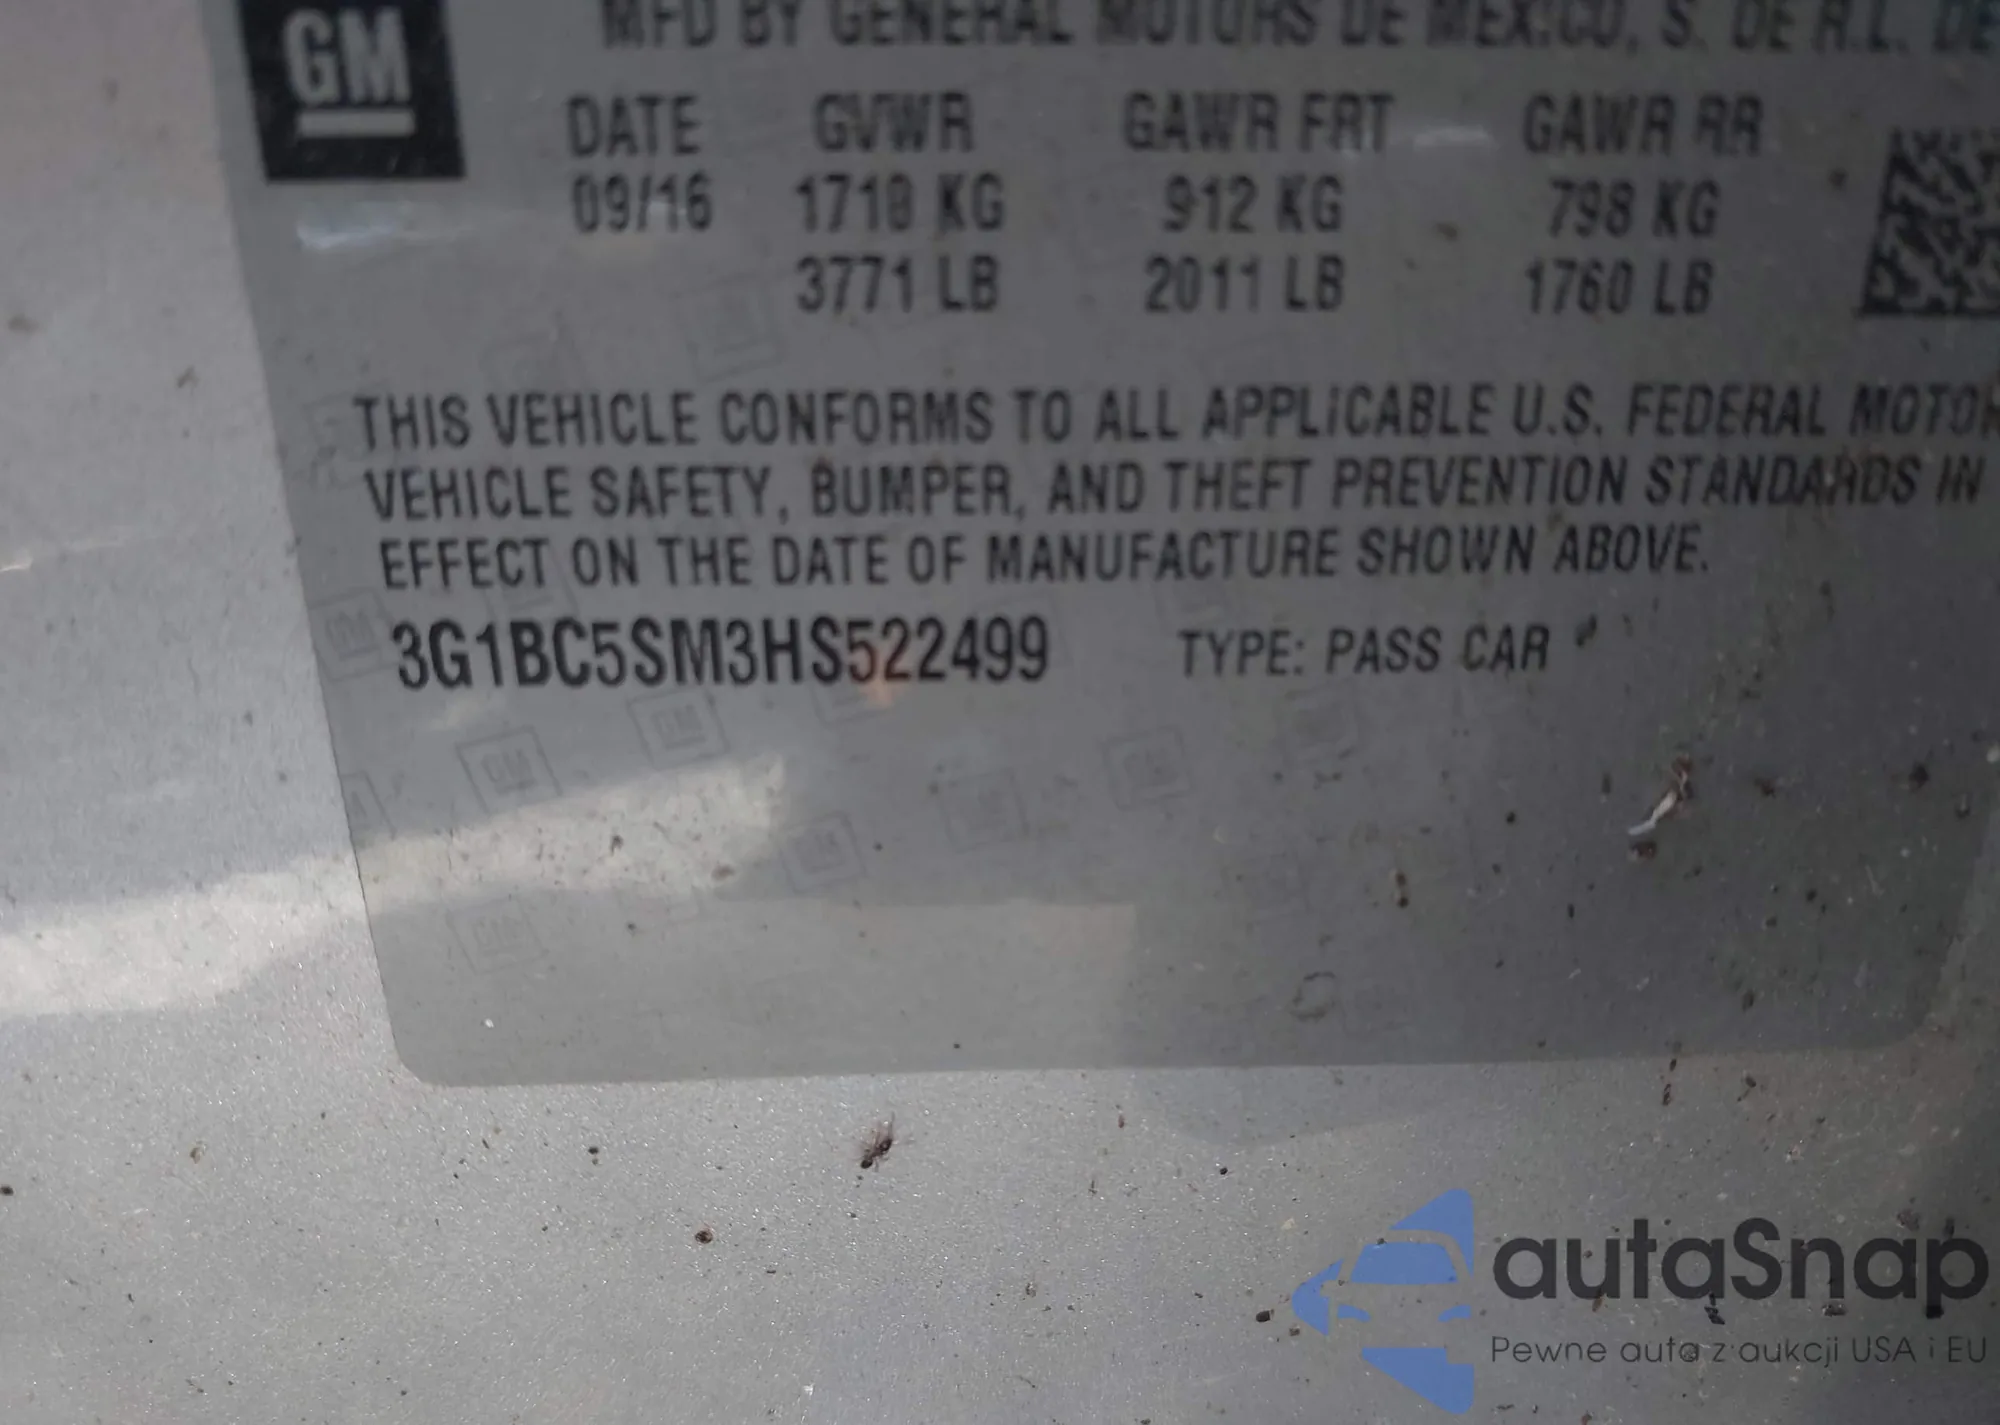 GM
MFD BY GENERAL MOTORS DE MEXICO, S. DE R.L. DE
DATE GVWR GAWR FRT GAWR RR
09/16 1710 KG 912 KG 798 KG
3771 LB 2011 LB 1760 LB
THIS VEHICLE CONFORMS TO ALL APPLICABLE U.S. FEDERAL MOTOR
VEHICLE SAFETY, BUMPER, AND THEFT PREVENTION STANDARDS IN
EFFECT ON THE DATE OF MANUFACTURE SHOWN ABOVE.
3G1BC5SM3HS522499 TYPE: PASS CAR
autaSnap
Pewne auta z aukcji USA i EU